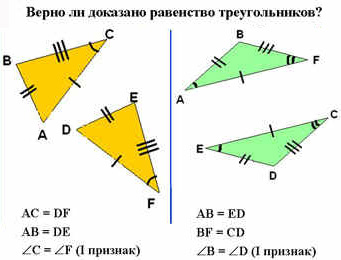 Верно ли доказано равенство треугольников?
C
B
A
D
E
F
AC = DF
AB = DE
∠C = ∠F (I признак)
B
F
A
C
E
D
AB = ED
BF = CD
∠B = ∠D (I признак)